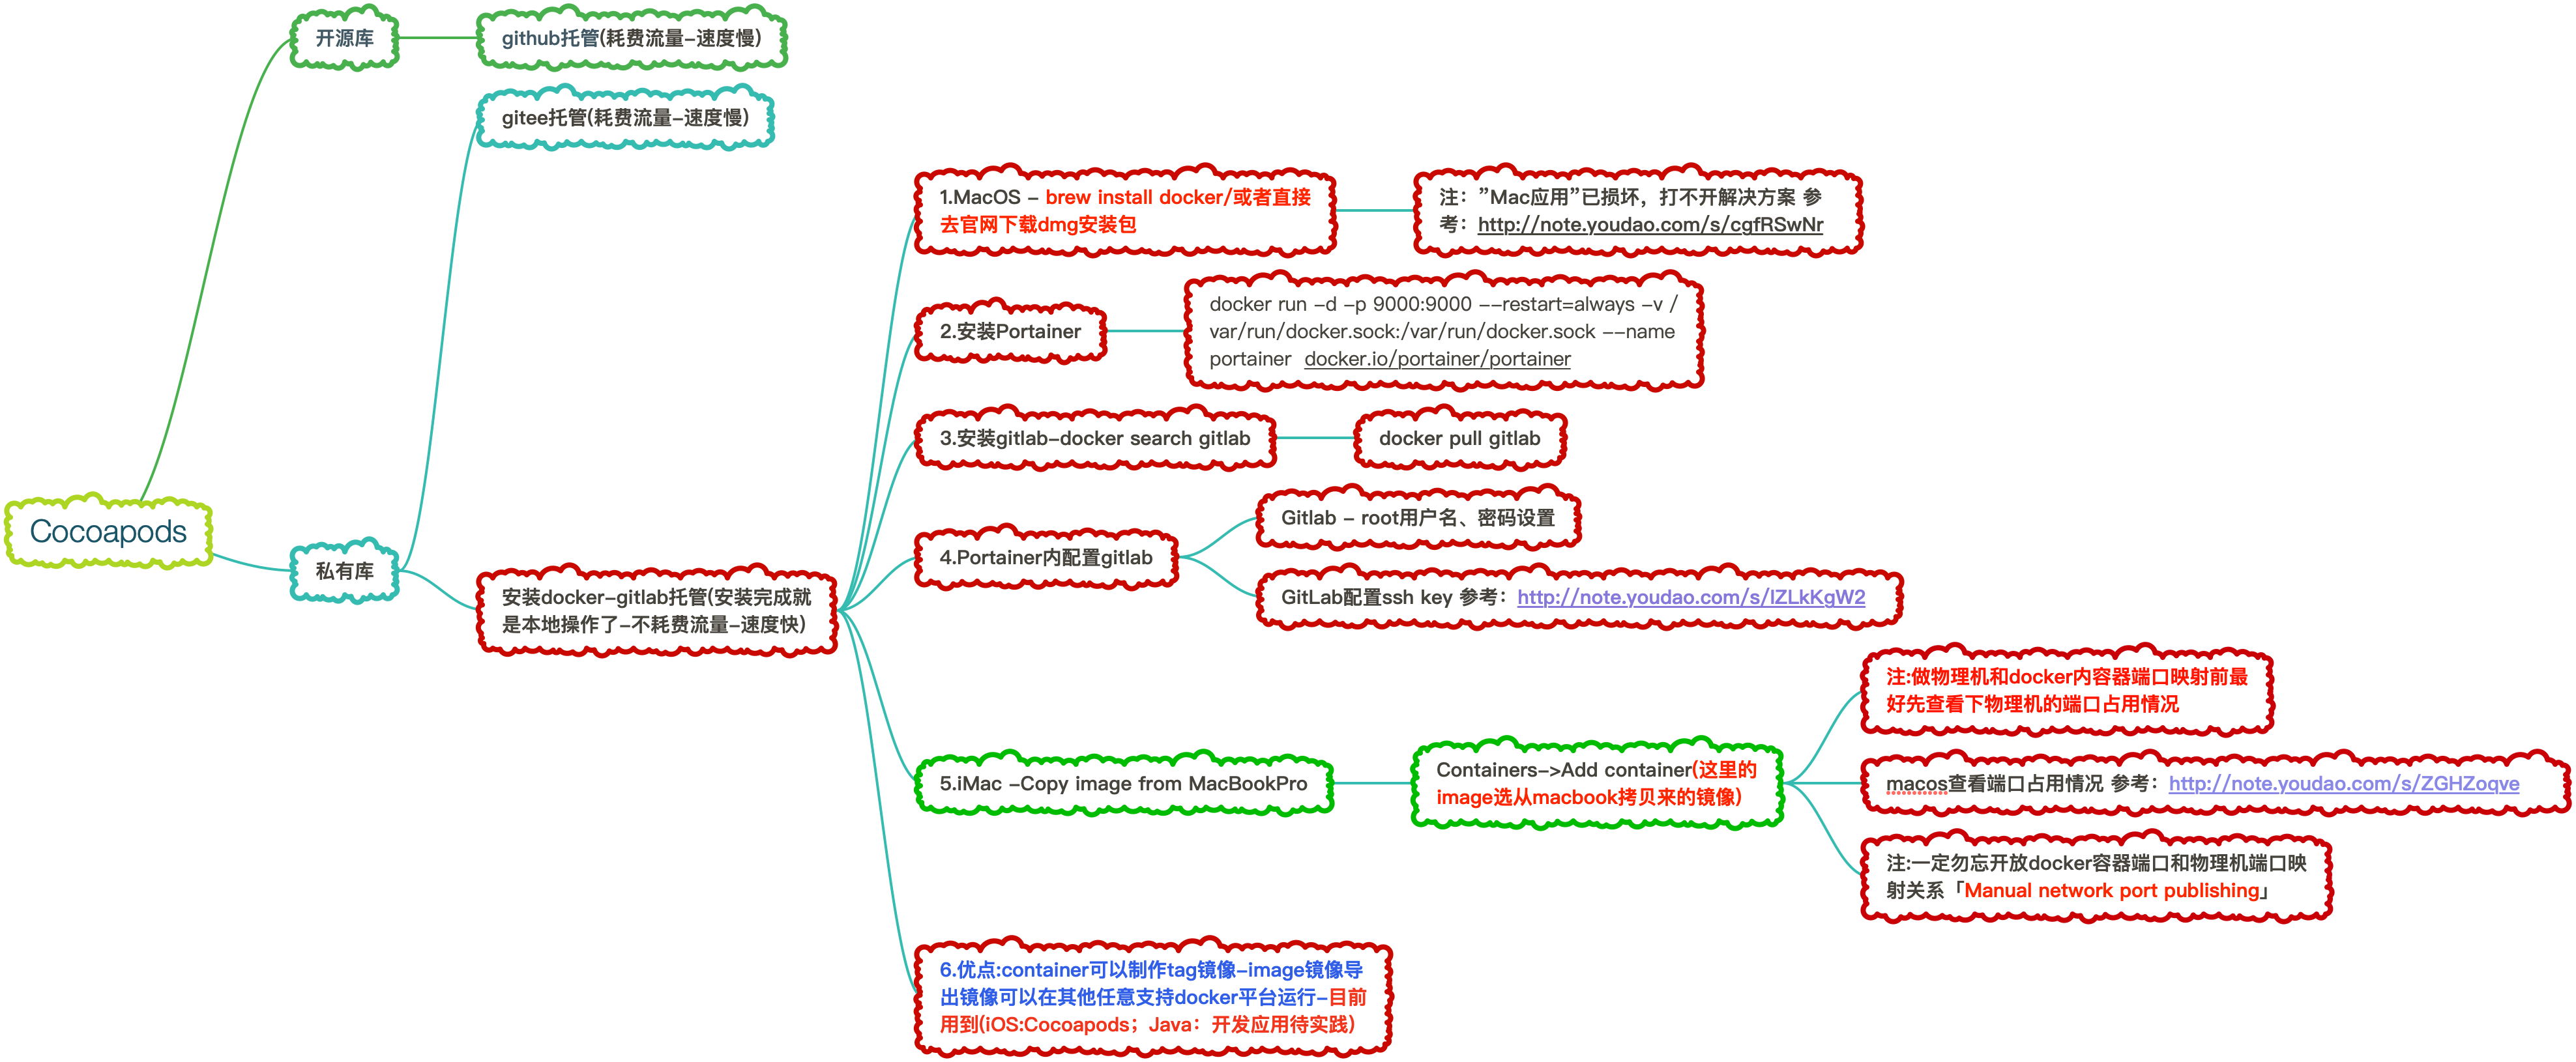 Cocoapods
开源库
github托管(耗费流量-速度慢)
私有库
gitee托管(耗费流量-速度慢)
安装docker-gitlab托管(安装完成就
是本地操作了-不耗费流量-速度快)
1.MacOS - brew install docker/或者直接
去官网下载dmg安装包
注：”Mac应用”已损坏，打不开解决方案 参
考：http://note.youdao.com/s/cgfRSwNr
2.安装Portainer
docker run -d -p 9000:9000 --restart=always -v /
var/run/docker.sock:/var/run/docker.sock --name
portainer  docker.io/portainer/portainer
3.安装gitlab-docker search gitlab
docker pull gitlab
4.Portainer内配置gitlab
Gitlab - root用户名、密码设置
GitLab配置ssh key 参考：http://note.youdao.com/s/IZLkKgW2
5.iMac -Copy image from MacBookPro
Containers->Add container(这里的
image选从macbook拷贝来的镜像)
注:做物理机和docker内容器端口映射前最
好先查看下物理机的端口占用情况
macos查看端口占用情况 参考：http://note.youdao.com/s/ZGHZoqve
注:一定勿忘开放docker容器端口和物理机端口映
射关系「Manual network port publishing」
6.优点:container可以制作tag镜像-image镜像导
出镜像可以在其他任意支持docker平台运行-目前
用到(iOS:Cocoapods；Java：开发应用待实践)